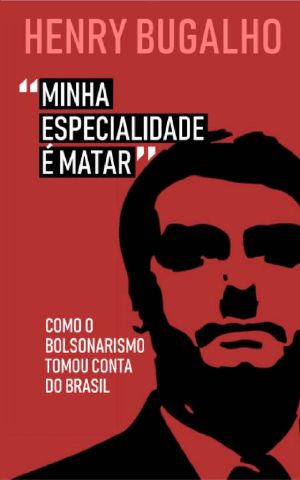 HENRY BUGALHO
“MINHA
ESPECIALIDADE
É MATAR”
COMO O
BOLSONARISMO
TOMOU CONTA
DO BRASIL